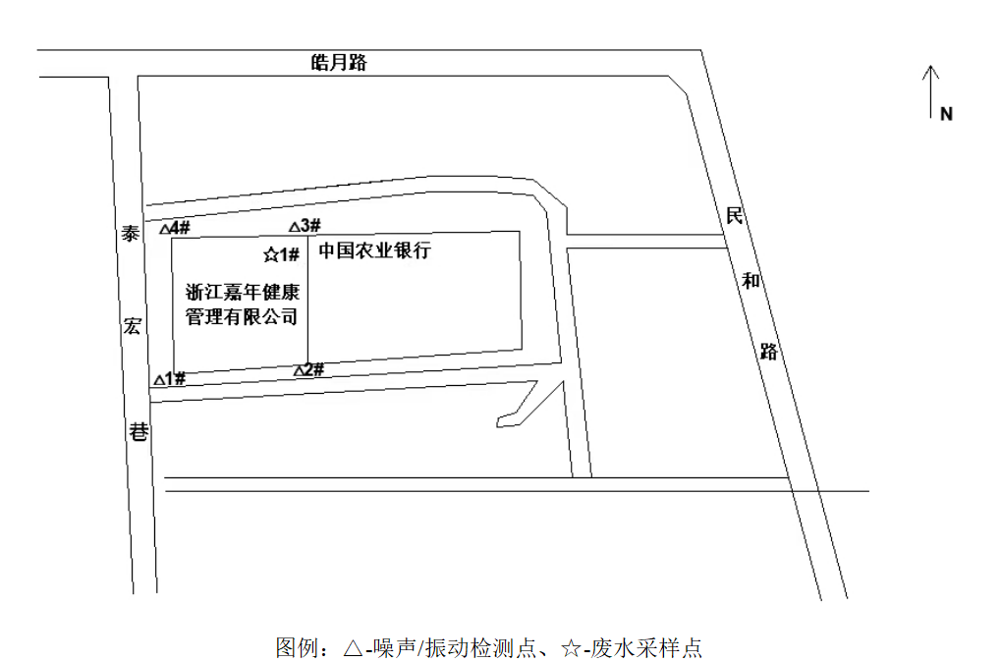 皓月路
N
民
和
路
泰
宏
巷
△4#
△3#
☆1#
中国农业银行
浙江嘉年健康
管理有限公司
△1#
△2#
图例：△-噪声/振动检测点、☆-废水采样点